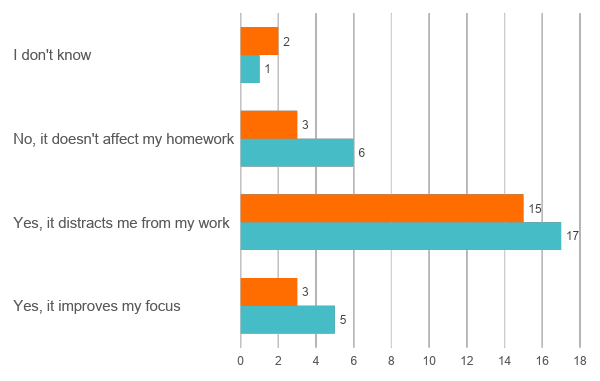 I don't know
2
1
No, it doesn't affect my homework
3
6
Yes, it distracts me from my work
15
17
Yes, it improves my focus
3
5
0 2 4 6 8 10 12 14 16 18